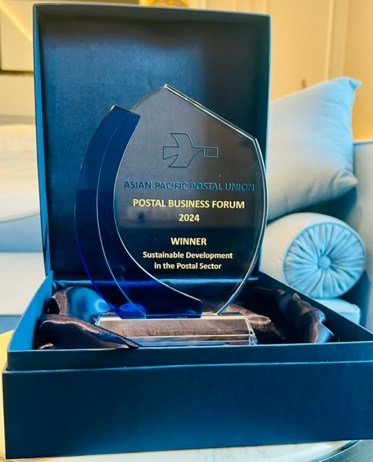 ASIAN-PACIFIC POSTAL UNION
POSTAL BUSINESS FORUM
2024
WINNER
Sustainable Development
in the Postal Sector